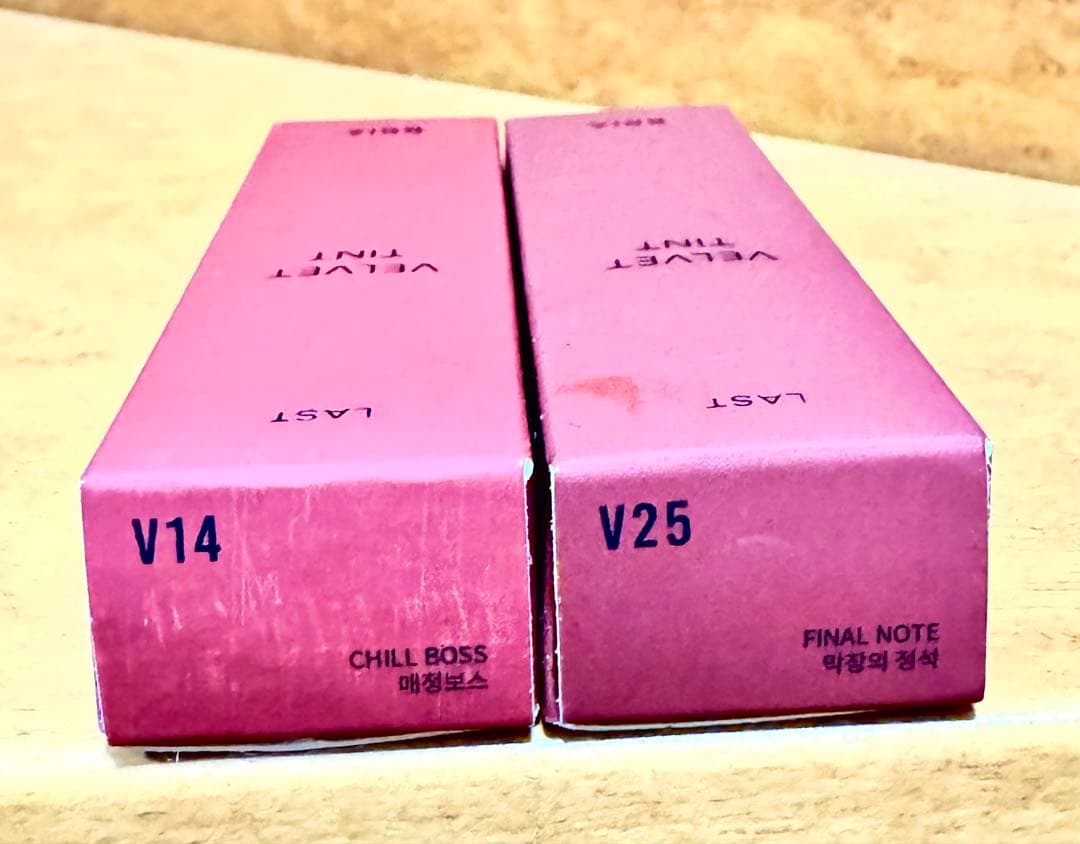 VELVET
TINT
LAST
V14
CHILL BOSS
매정보스
VELVET
TINT
LAST
V25
FINAL NOTE
막장의 정석